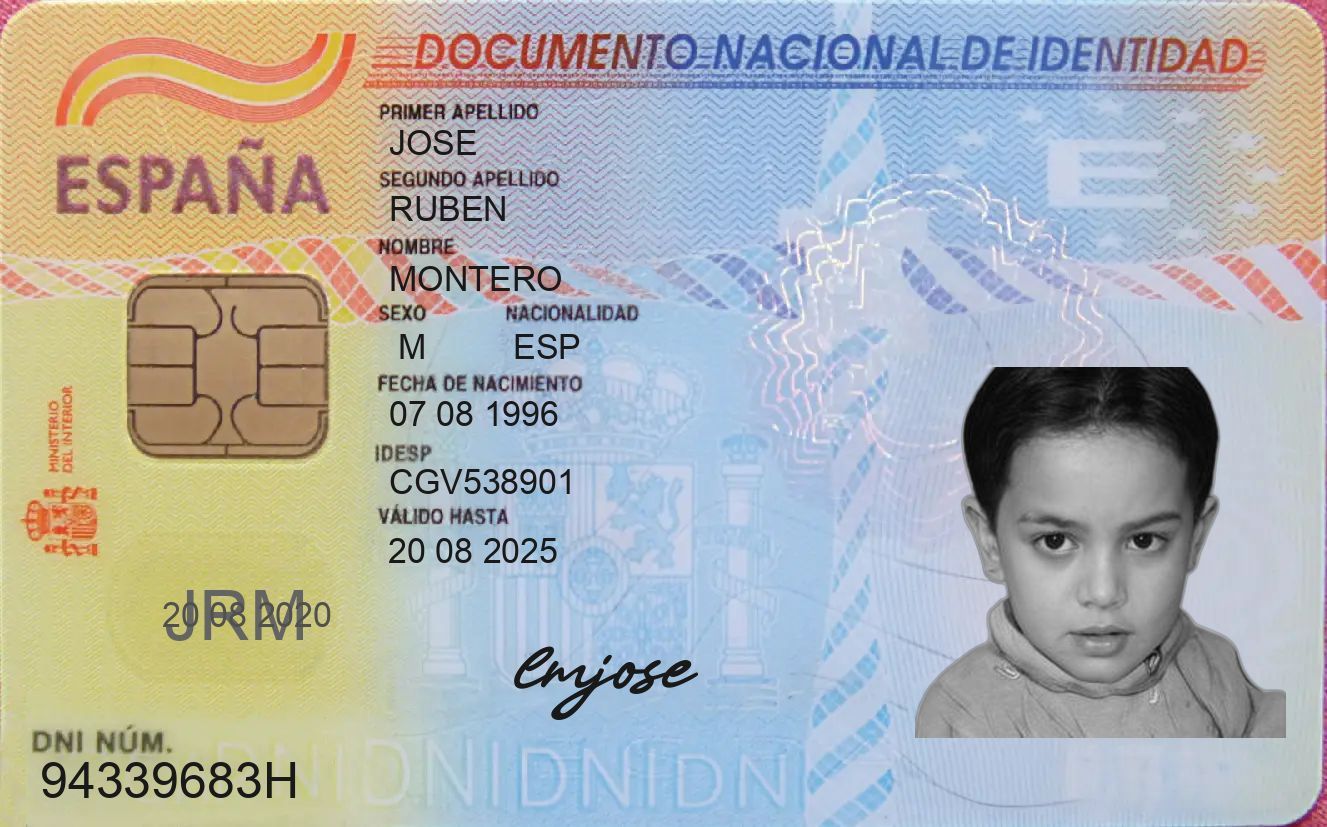 DOCUMENTO NACIONAL DE IDENTIDAD
ESPAÑA
PRIMER APELLIDO
JOSE
SEGUNDO APELLIDO
RUBEN
NOMBRE
MONTERO
SEXO NACIONALIDAD
M ESP
FECHA DE NACIMIENTO
07 08 1996
IDESP
CGV538901
VÁLIDO HASTA
20 08 2025
MINISTERIO
DEL INTERIOR
E
JRM
20 08 2020
emjose
DNI NÚM.
94339683H
DNIDNIDNIDNI